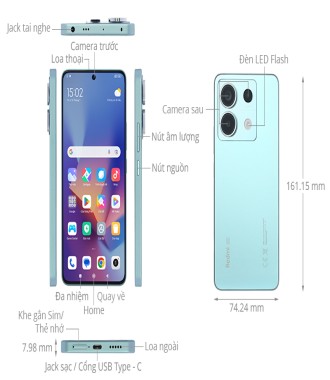 Jack tai nghe
Camera trước
Loa thoại
Đèn LED Flash
15:02
Camera sau
Nút âm lượng
Nút nguồn
161.15 mm
Đa nhiệm
Quay về
Home
74.24 mm
Khe gắn Sim/
Thẻ nhớ
7.98 mm
Loa ngoài
Jack sạc / Cổng USB Type - C